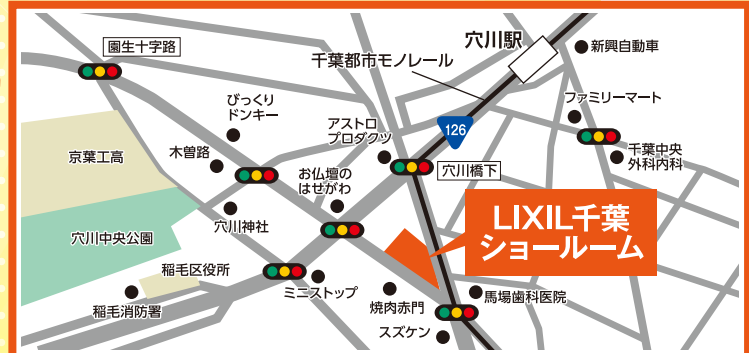 園生十字路
穴川駅
新興自動車
千葉都市モノレール
びっくり
ドンキー
アストロ
プロダクツ
126
ファミリーマート
京葉工高
木曽路
お仏壇の
はせがわ
穴川橋下
千葉中央
外科内科
穴川神社
LIXIL千葉
ショールーム
穴川中央公園
稲毛区役所
稲毛消防署
ミニストップ
焼肉赤門
馬場歯科医院
スズケン